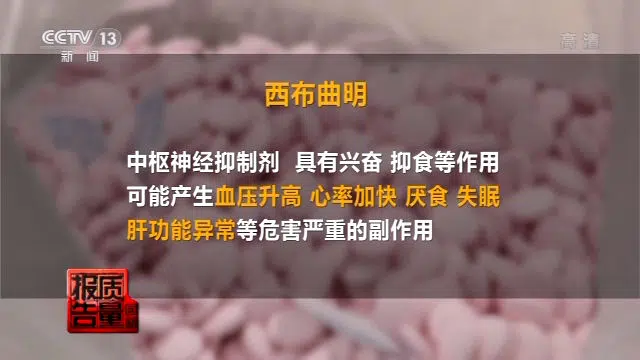 CCTV 13
新闻
高清
西布曲明
中枢神经抑制剂 具有兴奋 抑食等作用
可能产生血压升高 心率加快 厌食 失眠
肝功能异常等危害严重的副作用
质量
报告